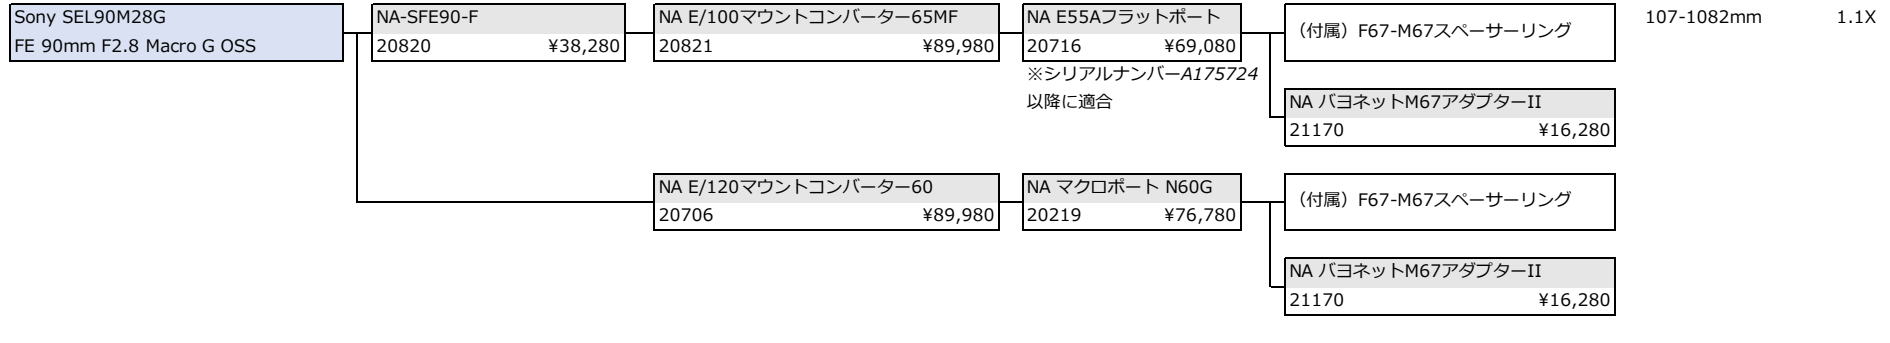 Sony SEL90M28G
FE 90mm F2.8 Macro G OSS
NA-SFE90-F
20820 ¥38,280
NA E/100マウントコンバーター65MF
20821 ¥89,980
NA E55Aフラットポート
20716 ¥69,080
※シリアルナンバーA175724
以降に適合
（付属）F67-M67スペーサーリング
107-1082mm 1.1X
NA バヨネットM67アダプターII
21170 ¥16,280
NA E/120マウントコンバーター60
20706 ¥89,980
NA マクロポート N60G
20219 ¥76,780
（付属）F67-M67スペーサーリング
NA バヨネットM67アダプターII
21170 ¥16,280